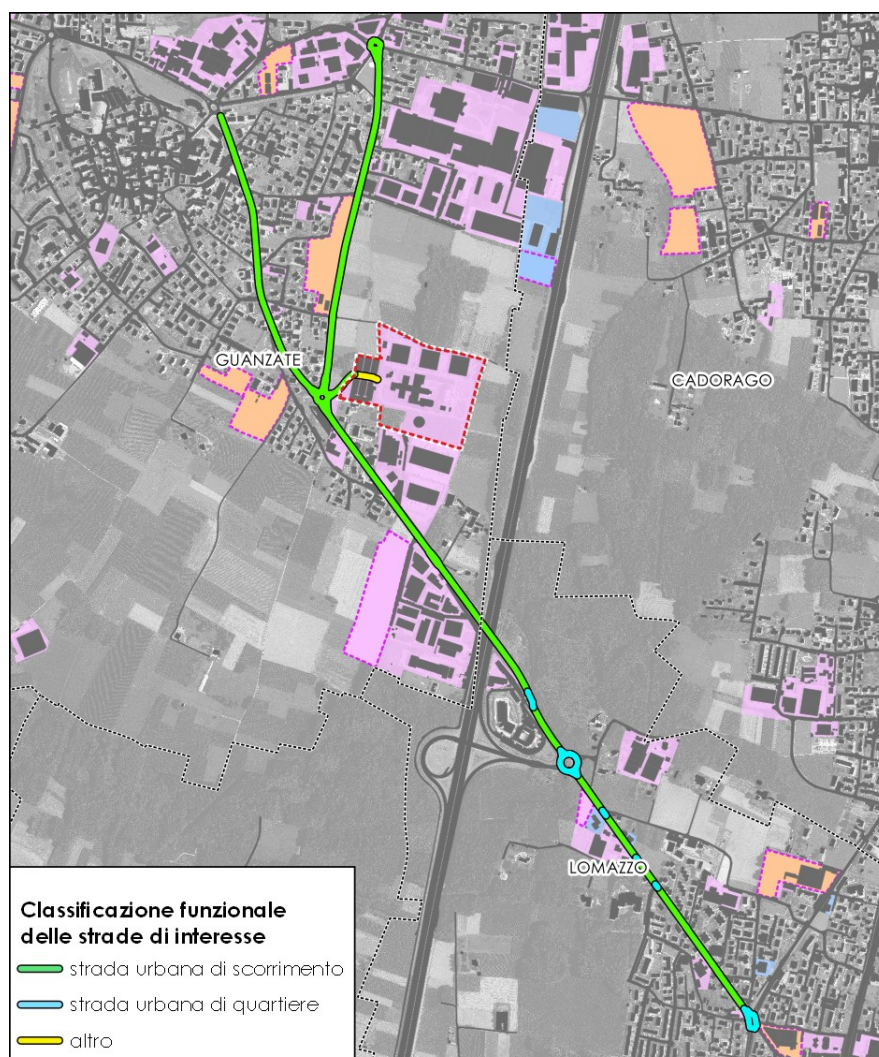 GUANZATE
CADORAGO
LOMAZZO
Classificazione funzionale
delle strade di interesse
strada urbana di scorrimento
strada urbana di quartiere
altro